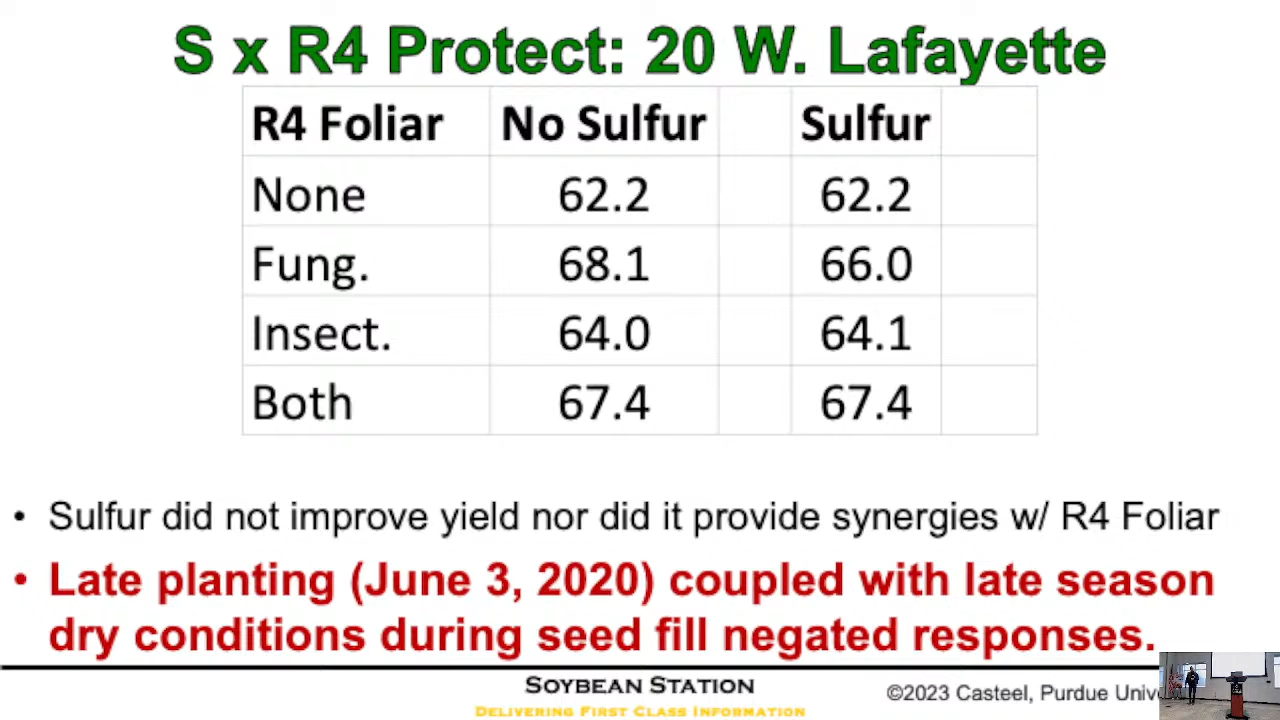 S x R4 Protect: 20 W. Lafayette
R4 Foliar No Sulfur Sulfur
None 62.2 62.2
Fung. 68.1 66.0
Insect. 64.0 64.1
Both 67.4 67.4
• Sulfur did not improve yield nor did it provide synergies w/ R4 Foliar
• Late planting (June 3, 2020) coupled with late season
dry conditions during seed fill negated responses.
Soybean Station
Delivering First Class Information
©2023 Casteel, Purdue